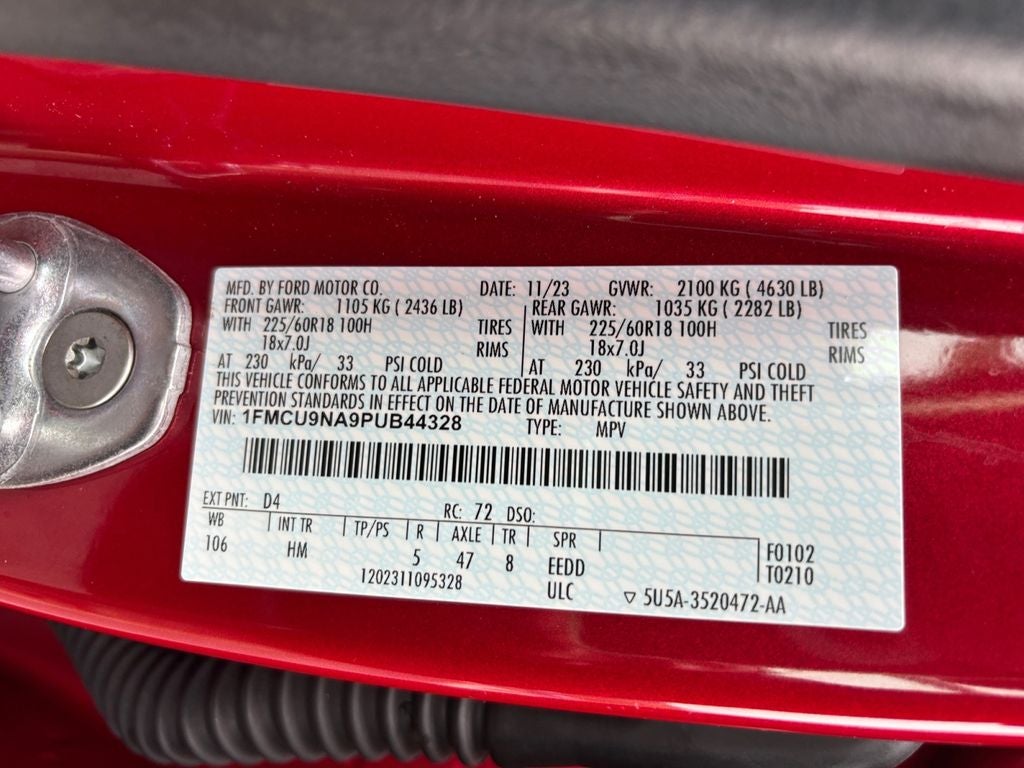 MFD. BY FORD MOTOR CO. DATE: 11/23 GVWR: 2100 KG ( 4630 LB)
FRONT GAWR: 1105 KG ( 2436 LB) REAR GAWR: 1035 KG ( 2282 LB)
WITH 225/60R18 100H TIRES WITH 225/60R18 100H TIRES
18x7.0J RIMS 18x7.0J RIMS
AT 230 kPa/ 33 PSI COLD AT 230 kPa/ 33 PSI COLD
THIS VEHICLE CONFORMS TO ALL APPLICABLE FEDERAL MOTOR VEHICLE SAFETY AND THEFT
PREVENTION STANDARDS IN EFFECT ON THE DATE OF MANUFACTURE SHOWN ABOVE.
VIN: 1FMCU9NA9PUB44328 TYPE: MPV
EXT PNT: D4 RC: 72 DSO:
WB INT TR TP/PS R AXLE TR SPR F0102
106 HM 5 47 8 EEDD T0210
1202311095328 ULC ▽ 5U5A-3520472-AA